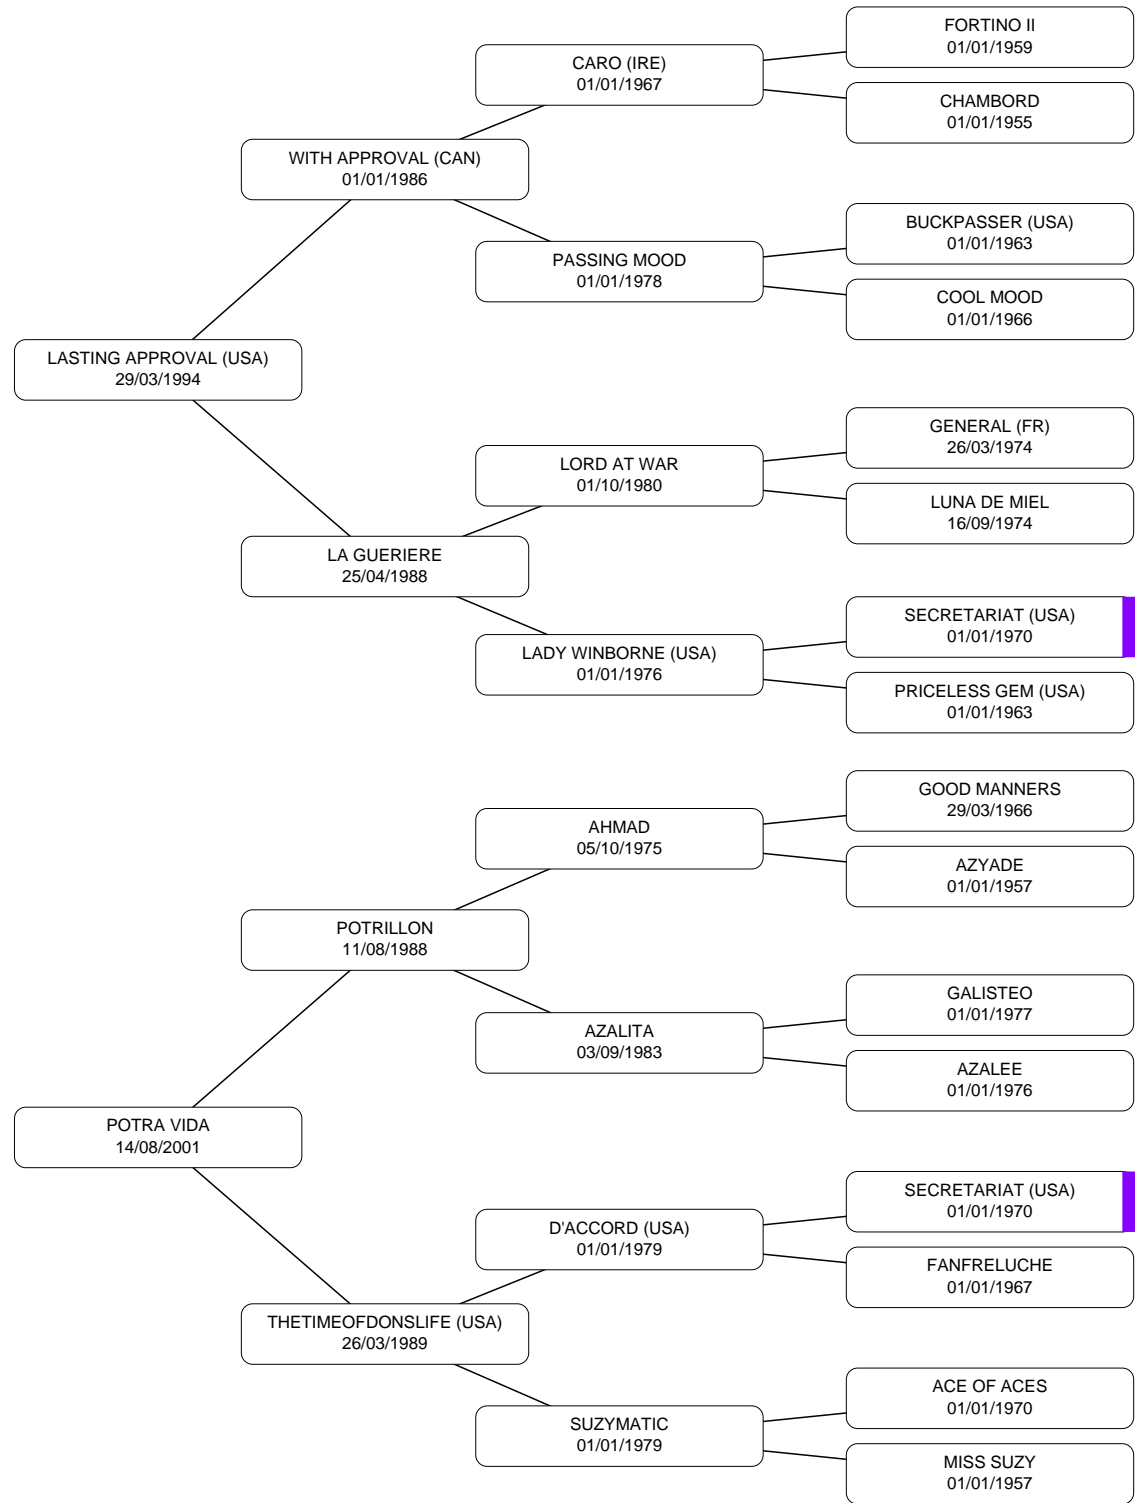 FORTINO II
01/01/1959
CARO (IRE)
01/01/1967
CHAMBORD
01/01/1955
WITH APPROVAL (CAN)
01/01/1986
BUCKPASSER (USA)
01/01/1963
PASSING MOOD
01/01/1978
COOL MOOD
01/01/1966
LASTING APPROVAL (USA)
29/03/1994
GENERAL (FR)
26/03/1974
LORD AT WAR
01/10/1980
LUNA DE MIEL
16/09/1974
LA GUERIERE
25/04/1988
SECRETARIAT (USA)
01/01/1970
LADY WINBORNE (USA)
01/01/1976
PRICELESS GEM (USA)
01/01/1963
GOOD MANNERS
29/03/1966
AHMAD
05/10/1975
AZYADE
01/01/1957
POTRILLON
11/08/1988
GALISTEO
01/01/1977
AZALITA
03/09/1983
AZALEE
01/01/1976
POTRA VIDA
14/08/2001
SECRETARIAT (USA)
01/01/1970
D'ACCORD (USA)
01/01/1979
FANFRELUCHE
01/01/1967
THETIMEOFDONSLIFE (USA)
26/03/1989
ACE OF ACES
01/01/1970
SUZYMATIC
01/01/1979
MISS SUZY
01/01/1957